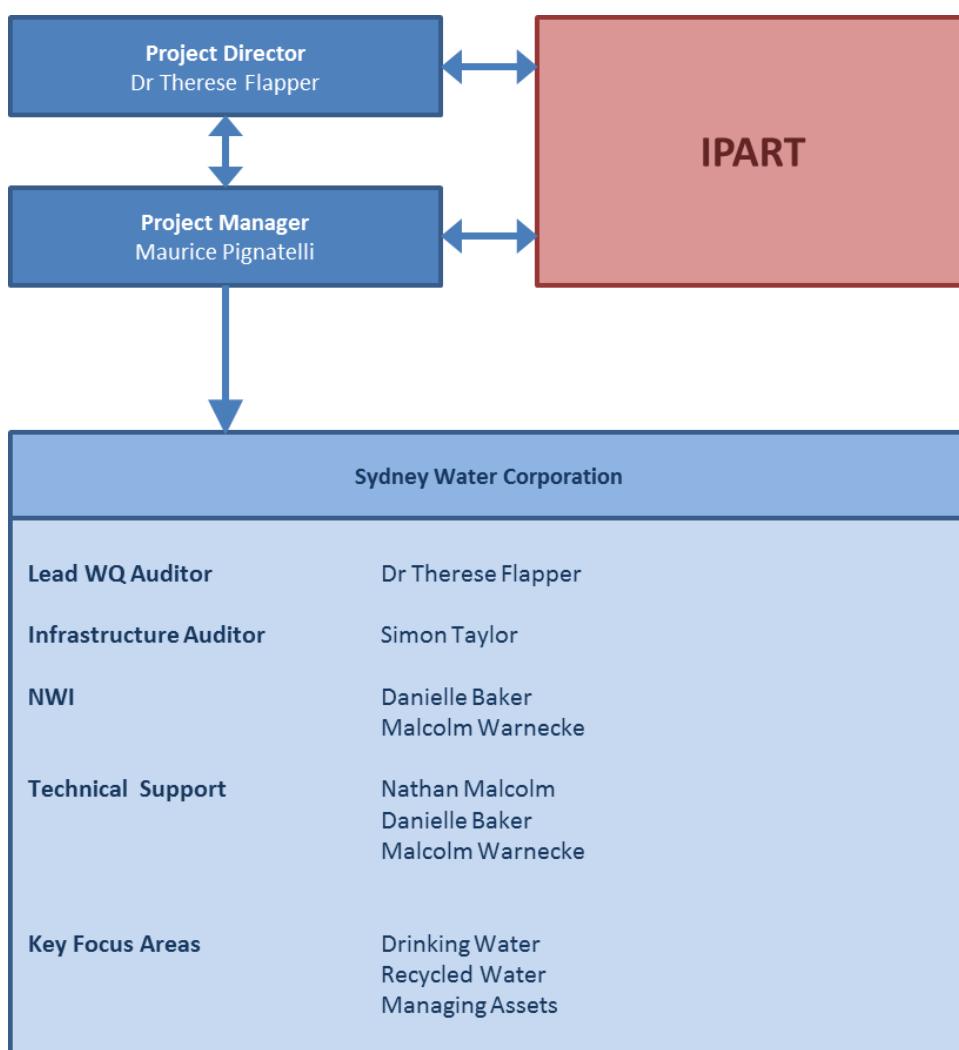 Project Director
Dr Therese Flapper
IPART
Project Manager
Maurice Pignatelli
Sydney Water Corporation
Lead WQ Auditor Dr Therese Flapper
Infrastructure Auditor Simon Taylor
NWI Danielle Baker
Malcolm Warnecke
Technical Support Nathan Malcolm
Danielle Baker
Malcolm Warnecke
Key Focus Areas Drinking Water
Recycled Water
Managing Assets